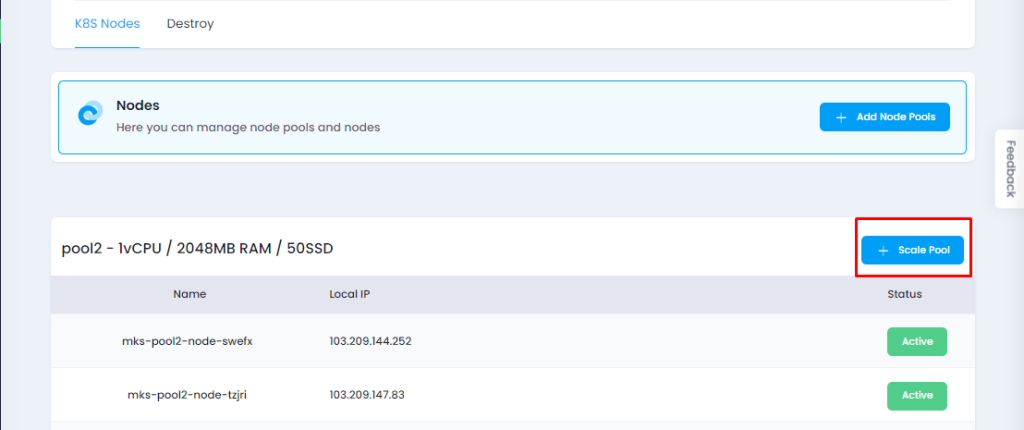 K8S Nodes Destroy
Nodes
Here you can manage node pools and nodes
+ Add Node Pools
Feedback
pool2 - 1vCPU / 2048MB RAM / 50SSD
+ Scale Pool
Name Local IP Status
mks-pool2-node-swefx 103.209.144.252 Active
mks-pool2-node-tzjri 103.209.147.83 Active